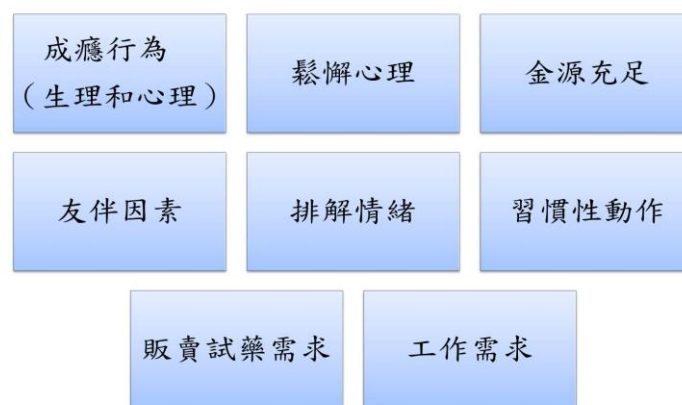 成癮行為
（生理和心理）
鬆懈心理
金源充足
友伴因素
排解情緒
習慣性動作
販賣試藥需求
工作需求